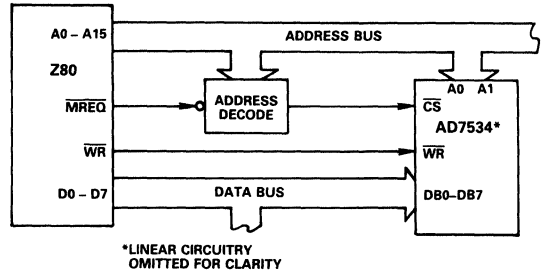 A0 – A15
ADDRESS BUS
Z80
A0 A1
MREQ
ADDRESS
DECODE
CS
AD7534*
WR
WR
D0 – D7
DATA BUS
DB0–DB7
*LINEAR CIRCUITRY
OMITTED FOR CLARITY